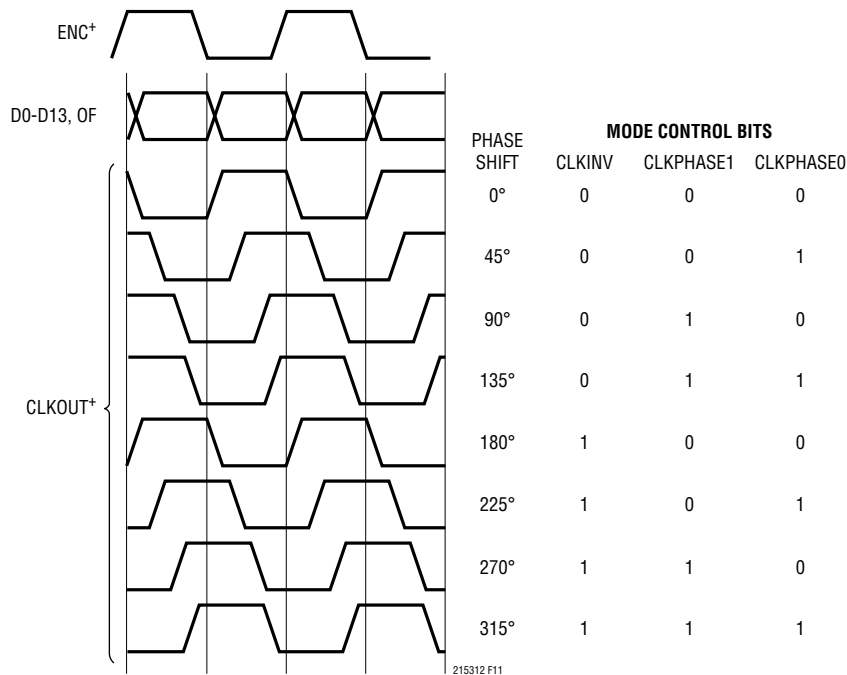 ENC+
D0-D13, OF
CLKOUT+
PHASE SHIFT
MODE CONTROL BITS
CLKINV CLKPHASE1 CLKPHASE0
0° 0 0 0
45° 0 0 1
90° 0 1 0
135° 0 1 1
180° 1 0 0
225° 1 0 1
270° 1 1 0
315° 1 1 1
215312 F11